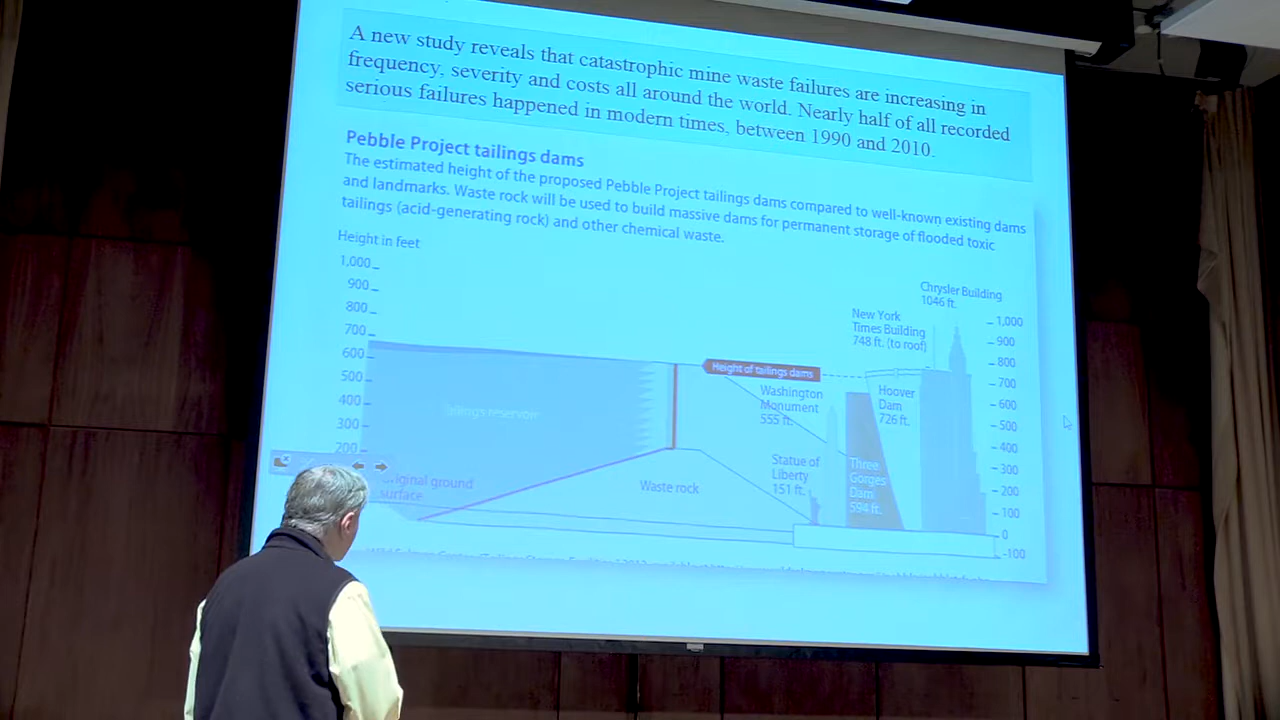 A new study reveals that catastrophic mine waste failures are increasing in
frequency, severity and costs all around the world. Nearly half of all recorded
serious failures happened in modern times, between 1990 and 2010.
Pebble Project tailings dams
The estimated height of the proposed Pebble Project tailings dams compared to well-known existing dams
and landmarks. Waste rock will be used to build massive dams for permanent storage of flooded toxic
tailings (acid-generating rock) and other chemical waste.
Height in feet
1,000
900
800
700
600
500
400
300
200
Tailings reservoir
original ground
surface
Waste rock
Height of tailings dams
Washington
Monument
555 ft.
Statue of
Liberty
151 ft.
Three
Gorges
Dam
594 ft.
Hoover
Dam
726 ft.
New York
Times Building
748 ft. (to roof)
Chrysler Building
1046 ft.
1,000
900
800
700
600
500
400
300
200
100
0
-100